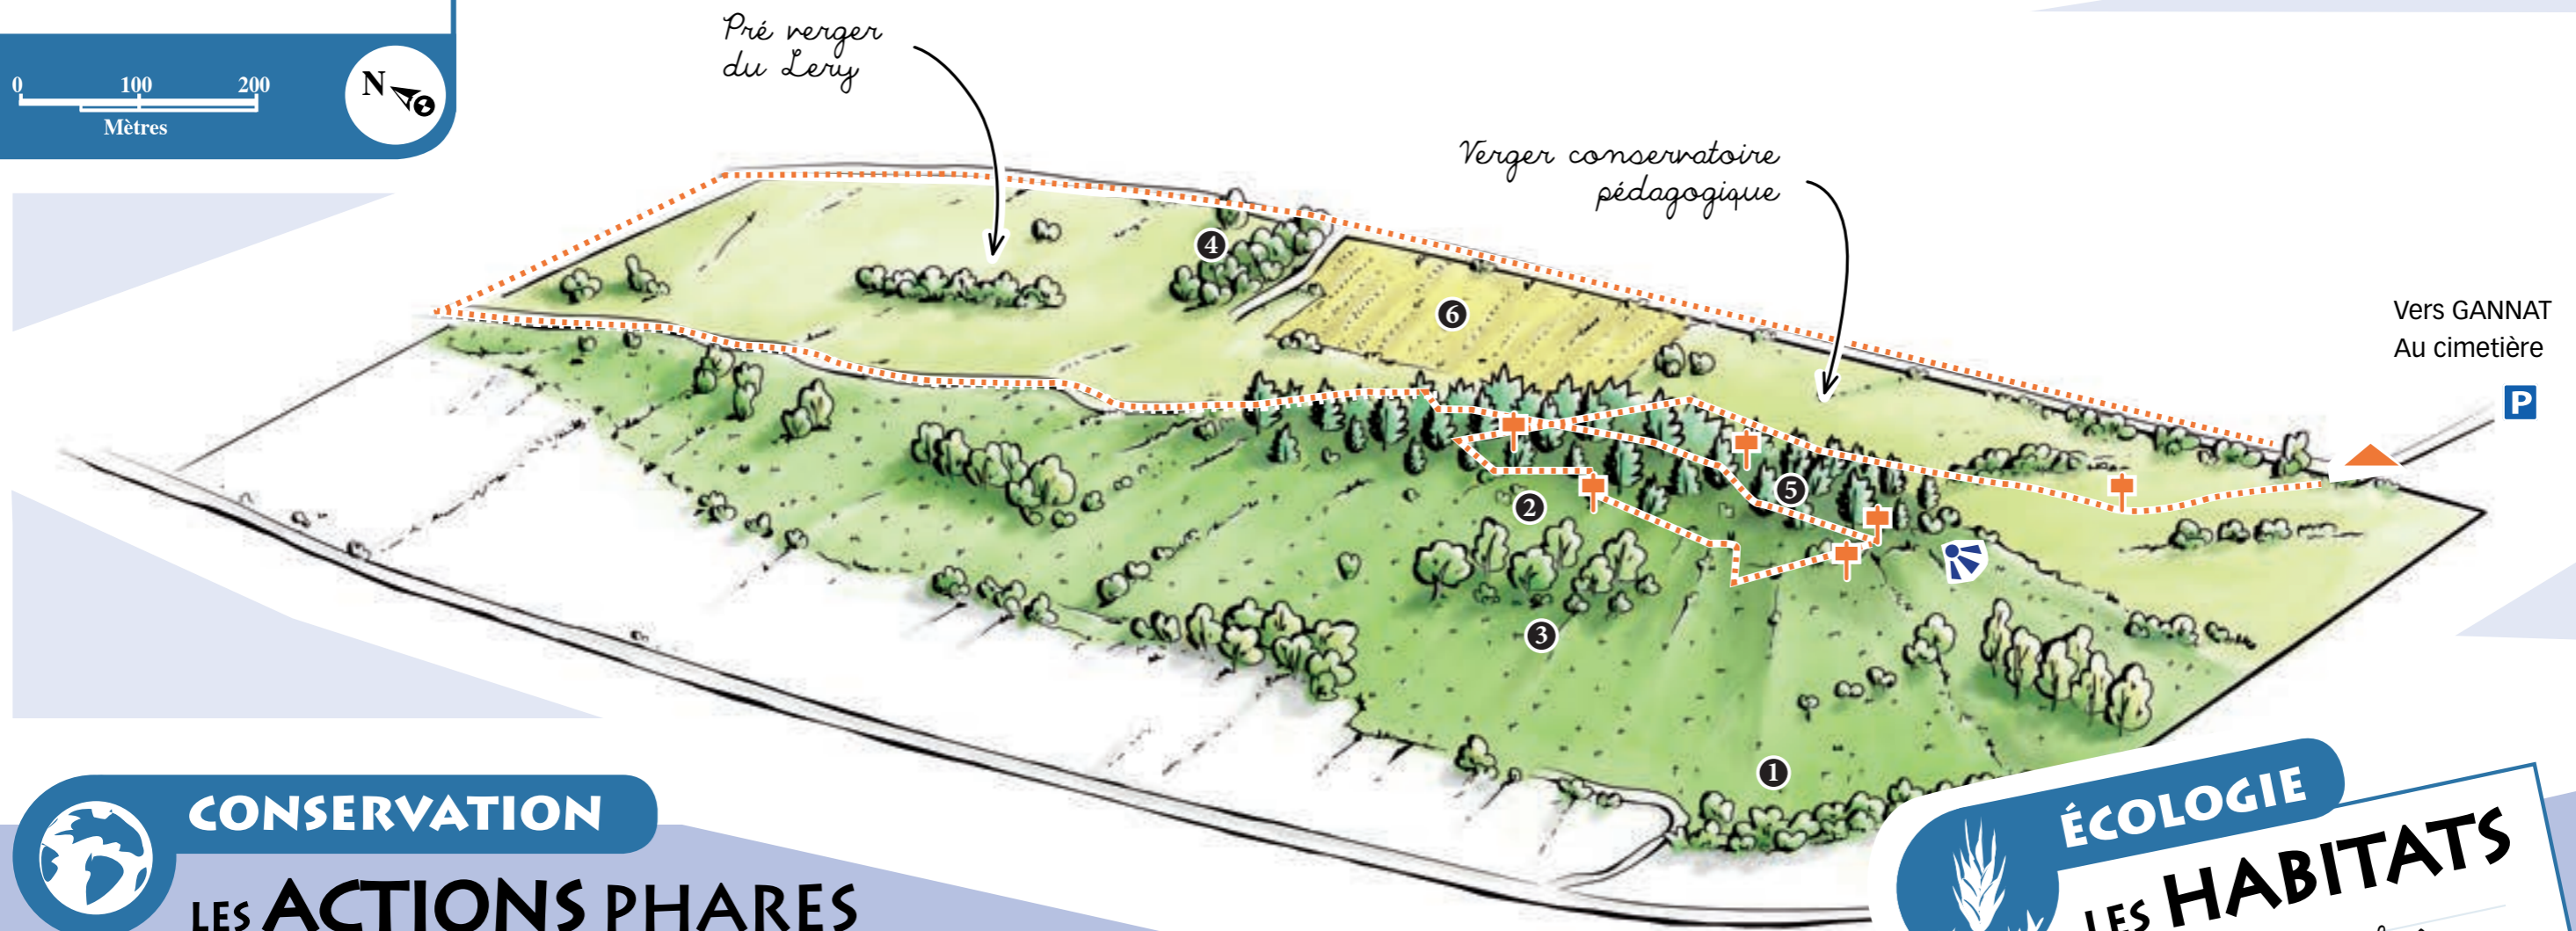 0 100 200
Mètres
N
Pré verger
du Lery
Verger conservatoire
pédagogique
Vers GANNAT
Au cimetière
P
4
6
5
2
3
1
CONSERVATION
LES ACTIONS PHARES
ÉCOLOGIE
LES HABITATS